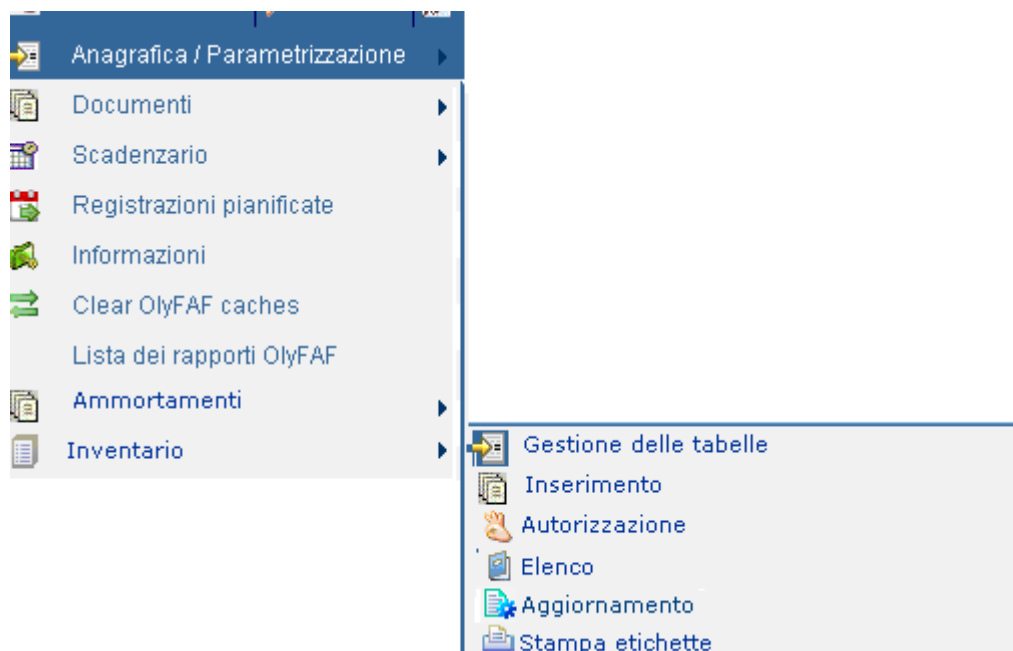 Anagrafica / Parametrizzazione
Documenti
Scadenzario
Registrazioni pianificate
Informazioni
Clear OlyFAF caches
Lista dei rapporti OlyFAF
Ammortamenti
Inventario
Gestione delle tabelle
Inserimento
Autorizzazione
Elenco
Aggiornamento
Stampa etichette